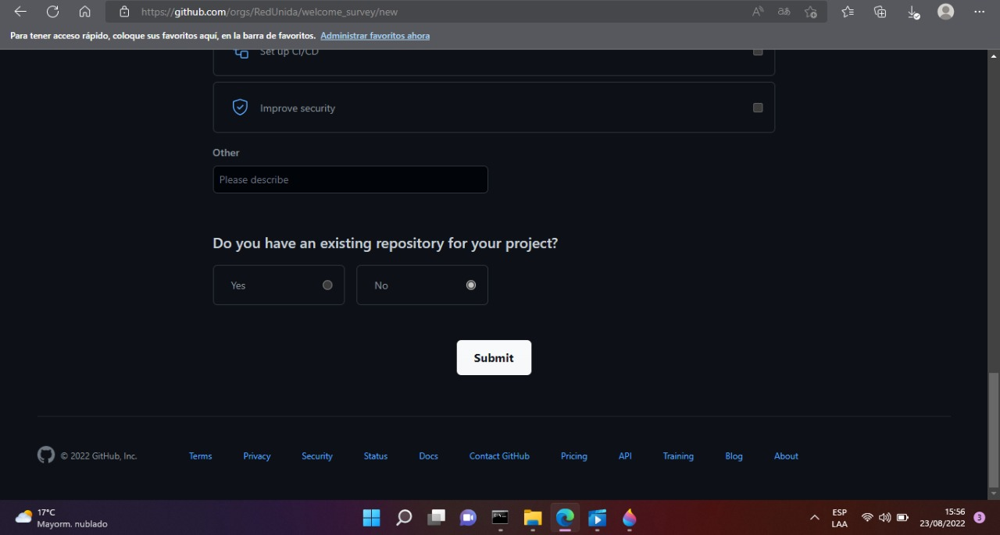 https://github.com/orgs/RedUnida/welcome_survey/new
Para tener acceso rápido, coloque sus favoritos aquí, en la barra de favoritos. Administrar favoritos ahora
Set up CI/CD
Improve security
Other
Please describe
Do you have an existing repository for your project?
Yes
No
Submit
© 2022 GitHub, Inc. Terms Privacy Security Status Docs Contact GitHub Pricing API Training Blog About
17°C
Mayorm. nublado
ESP
LAA
15:56
23/08/2022
3